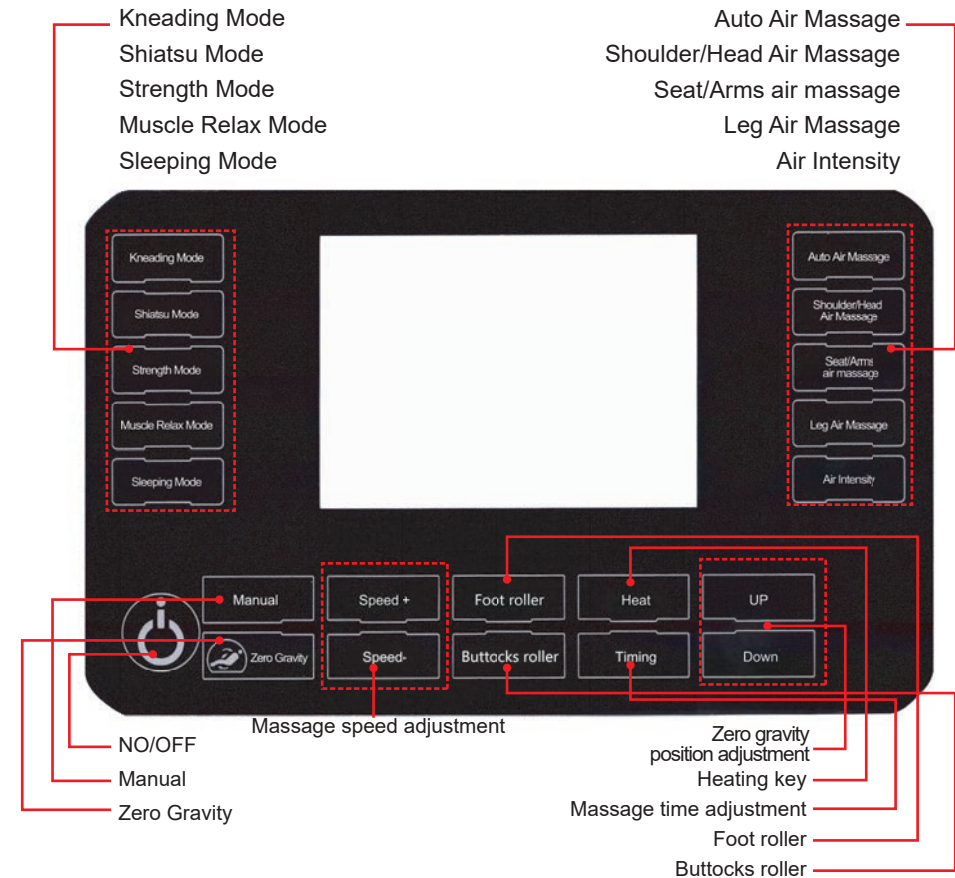 Kneading Mode
Shiatsu Mode
Strength Mode
Muscle Relax Mode
Sleeping Mode
Auto Air Massage
Shoulder/Head Air Massage
Seat/Arms air massage
Leg Air Massage
Air Intensity
Kneading Mode
Shiatsu Mode
Strength Mode
Muscle Relax Mode
Sleeping Mode
Auto Air Massage
Shoulder/Head
Air Massage
Seat/Arms
air massage
Leg Air Massage
Air Intensity
Manual
Speed +
Foot roller
Heat
UP
Zero Gravity
Speed-
Buttocks roller
Timing
Down
Massage speed adjustment
NO/OFF
Manual
Zero Gravity
Zero gravity
position adjustment
Heating key
Massage time adjustment
Foot roller
Buttocks roller